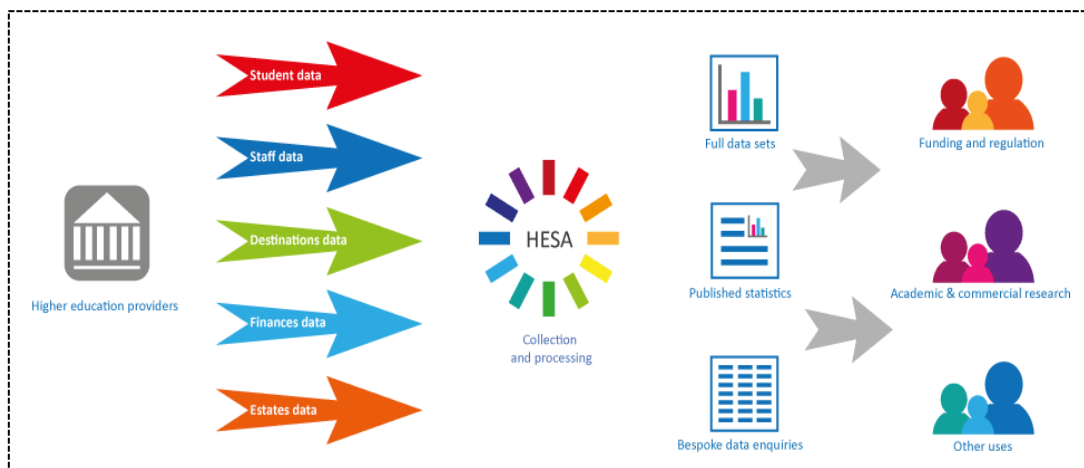 Student data
Staff data
Destinations data
Finances data
Estates data
Higher education providers
HESA
Collection
and processing
Full data sets
Published statistics
Bespoke data enquiries
Funding and regulation
Academic & commercial research
Other uses